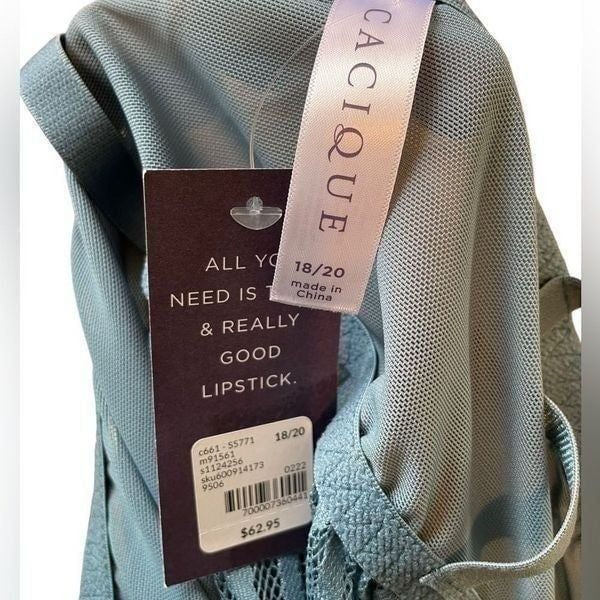 CACIQUE
18/20
made in
China
ALL YO
NEED IS T
& REALLY
GOOD
LIPSTICK.
c661 - S5771 18/20
m91561
s1124256
sku600914173
9506 0222
700007360441
$62.95